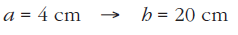 a = 4 cm → b = 20 cm